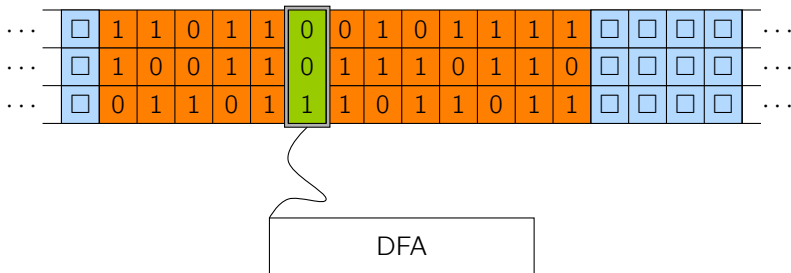 ··· □ 1 1 0 1 1 0 0 1 0 1 1 1 1 □ □ □ □ ···
··· □ 1 0 0 1 1 0 1 1 1 0 1 1 0 □ □ □ □ ···
··· □ 0 1 1 0 1 1 1 0 1 1 0 1 1 □ □ □ □ ···
DFA